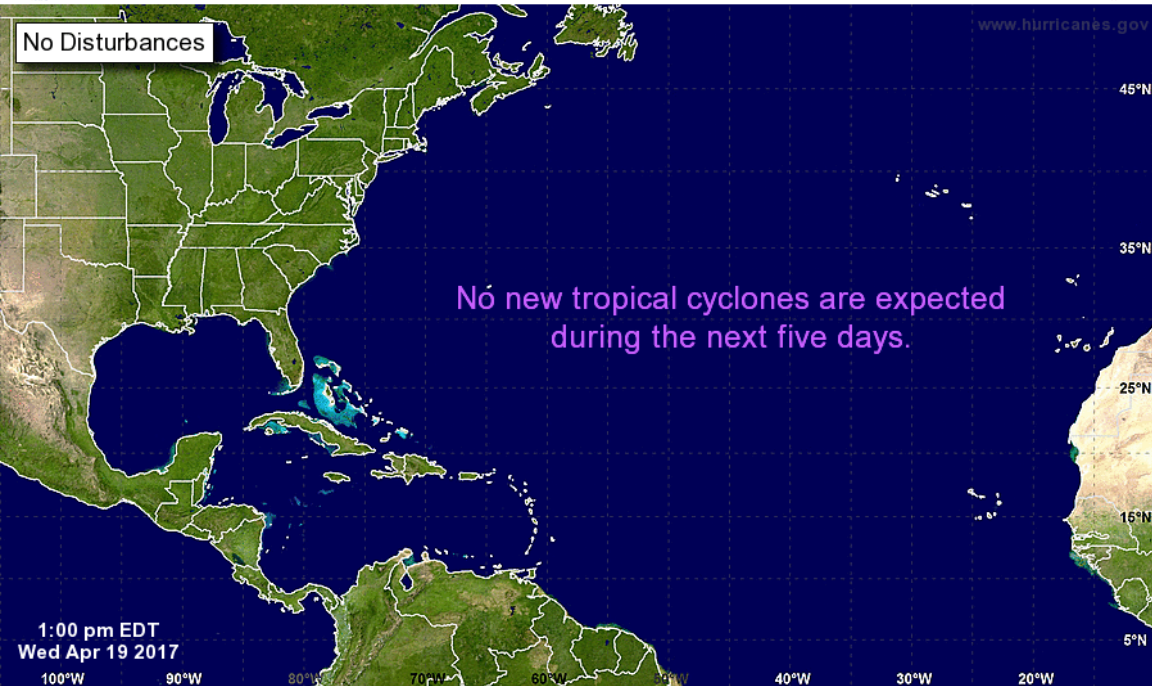 www.hurricanes.gov
No Disturbances
45°N
35°N
No new tropical cyclones are expected
during the next five days.
25°N
15°N
1:00 pm EDT
Wed Apr 19 2017
5°N
100°W 90°W 80°W 70°W 60°W 50°W 40°W 30°W 20°W